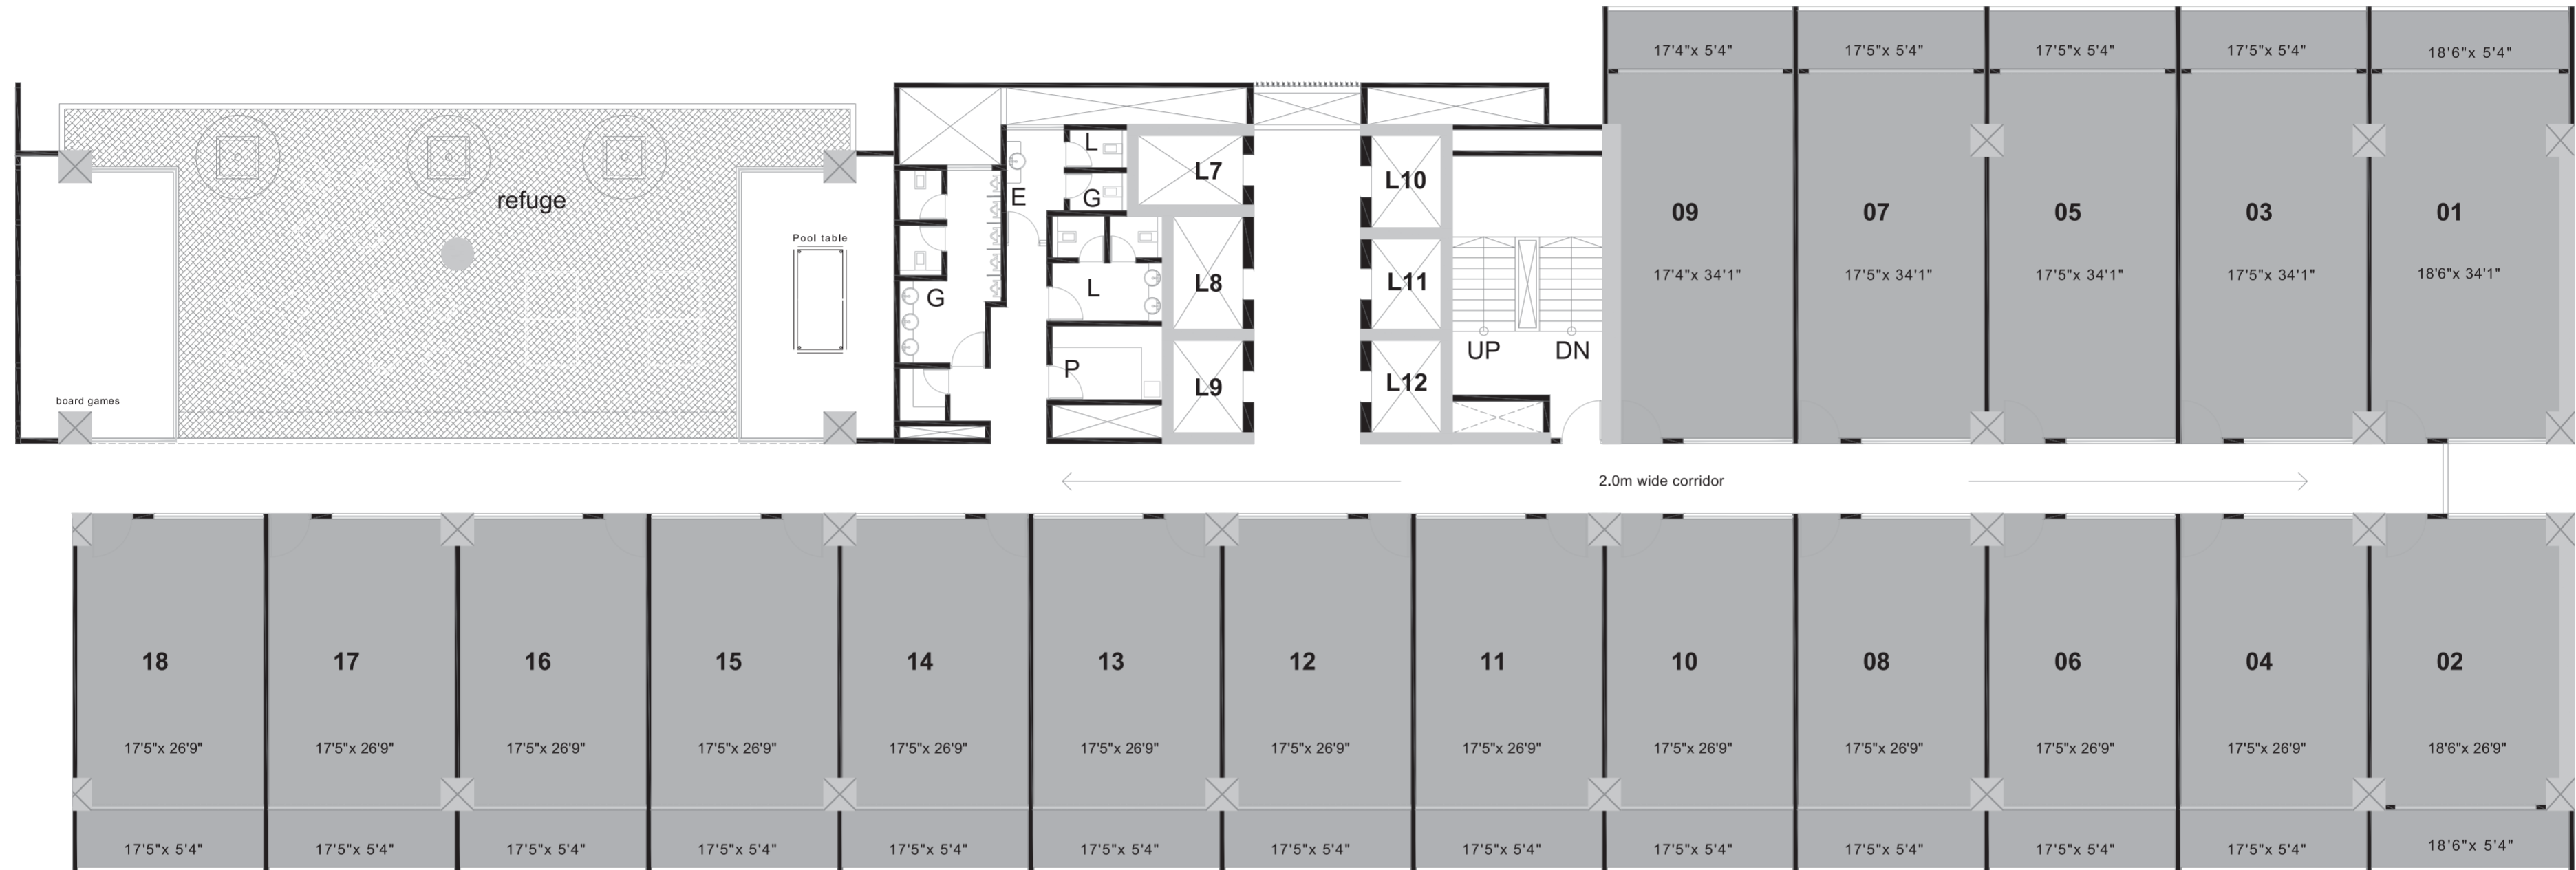 17'4"x 5'4"
17'5"x 5'4"
17'5"x 5'4"
17'5"x 5'4"
18'6"x 5'4"
refuge
Pool table
board games
G
E
L
G
L
P
L7
L8
L9
L10
L11
L12
UP
DN
09
07
05
03
01
17'4"x 34'1"
17'5"x 34'1"
17'5"x 34'1"
17'5"x 34'1"
18'6"x 34'1"
2.0m wide corridor
18
17
16
15
14
13
12
11
10
08
06
04
02
17'5"x 26'9"
17'5"x 26'9"
17'5"x 26'9"
17'5"x 26'9"
17'5"x 26'9"
17'5"x 26'9"
17'5"x 26'9"
17'5"x 26'9"
17'5"x 26'9"
17'5"x 26'9"
17'5"x 26'9"
17'5"x 26'9"
18'6"x 26'9"
17'5"x 5'4"
17'5"x 5'4"
17'5"x 5'4"
17'5"x 5'4"
17'5"x 5'4"
17'5"x 5'4"
17'5"x 5'4"
17'5"x 5'4"
17'5"x 5'4"
17'5"x 5'4"
17'5"x 5'4"
17'5"x 5'4"
18'6"x 5'4"